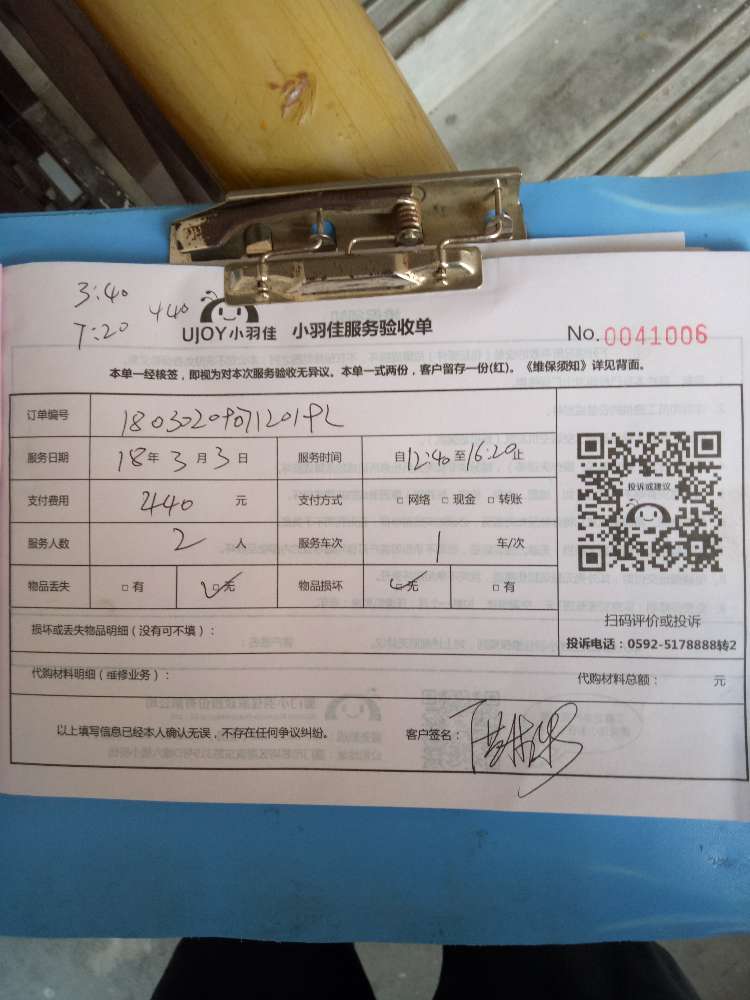 3:40
7:20 440
UJOY小羽佳 小羽佳服务验收单 No.0041006
本单一经核签，即视为对本次服务验收无异议。本单一式两份，客户留存一份(红)。《维保须知》详见背面。
订单编号
服务日期 18年3月3日 服务时间 自12:40至16:20止
支付费用 440 元 支付方式 □ 网络 □ 现金 □ 转账
服务人数 2 人 服务车次 1 车/次
物品丢失 □ 有 □ 无 物品损坏 □ 无 □ 有
投诉或建议
扫码评价或投诉
投诉电话：0592-5178888转2
损坏或丢失物品明细（没有可不填）：
代购材料明细（维修业务）： 代购材料总额： 元
以上填写信息已经本人确认无误，不存在任何争议纠纷。 客户签名：